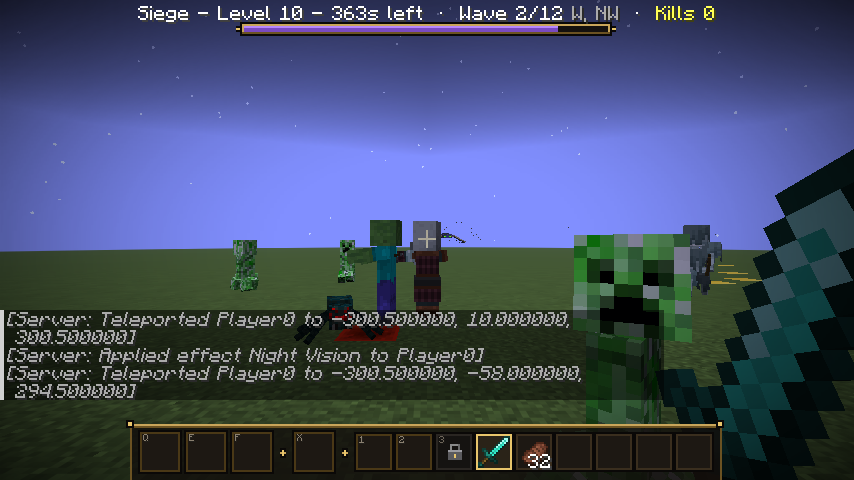 Siege - Level 10 - 363s left · Wave 2/12 W, NW · Kills 0
[Server: Teleported Player0 to -300.500000, 10.000000,
300.500000]
[Server: Applied effect Night Vision to Player0]
[Server: Teleported Player0 to -300.500000, -58.000000,
294.500000]
Q E F X 1 2 3
32